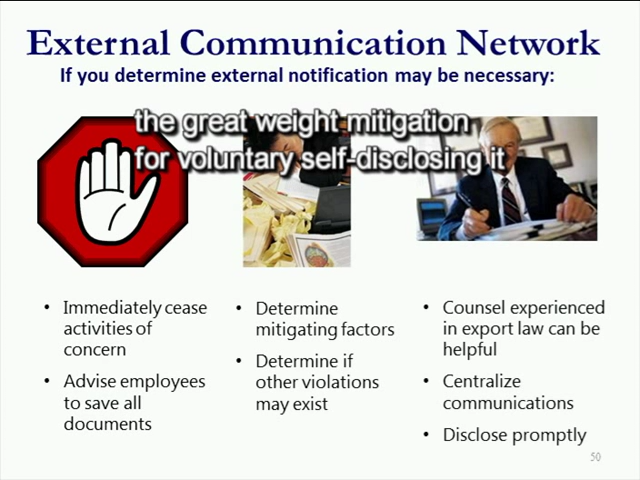 External Communication Network
If you determine external notification may be necessary:
the great weight mitigation
for voluntary self-disclosing it
• Immediately cease
activities of
concern
• Advise employees
to save all
documents
• Determine
mitigating factors
• Determine if
other violations
may exist
• Counsel experienced
in export law can be
helpful
• Centralize
communications
• Disclose promptly
50